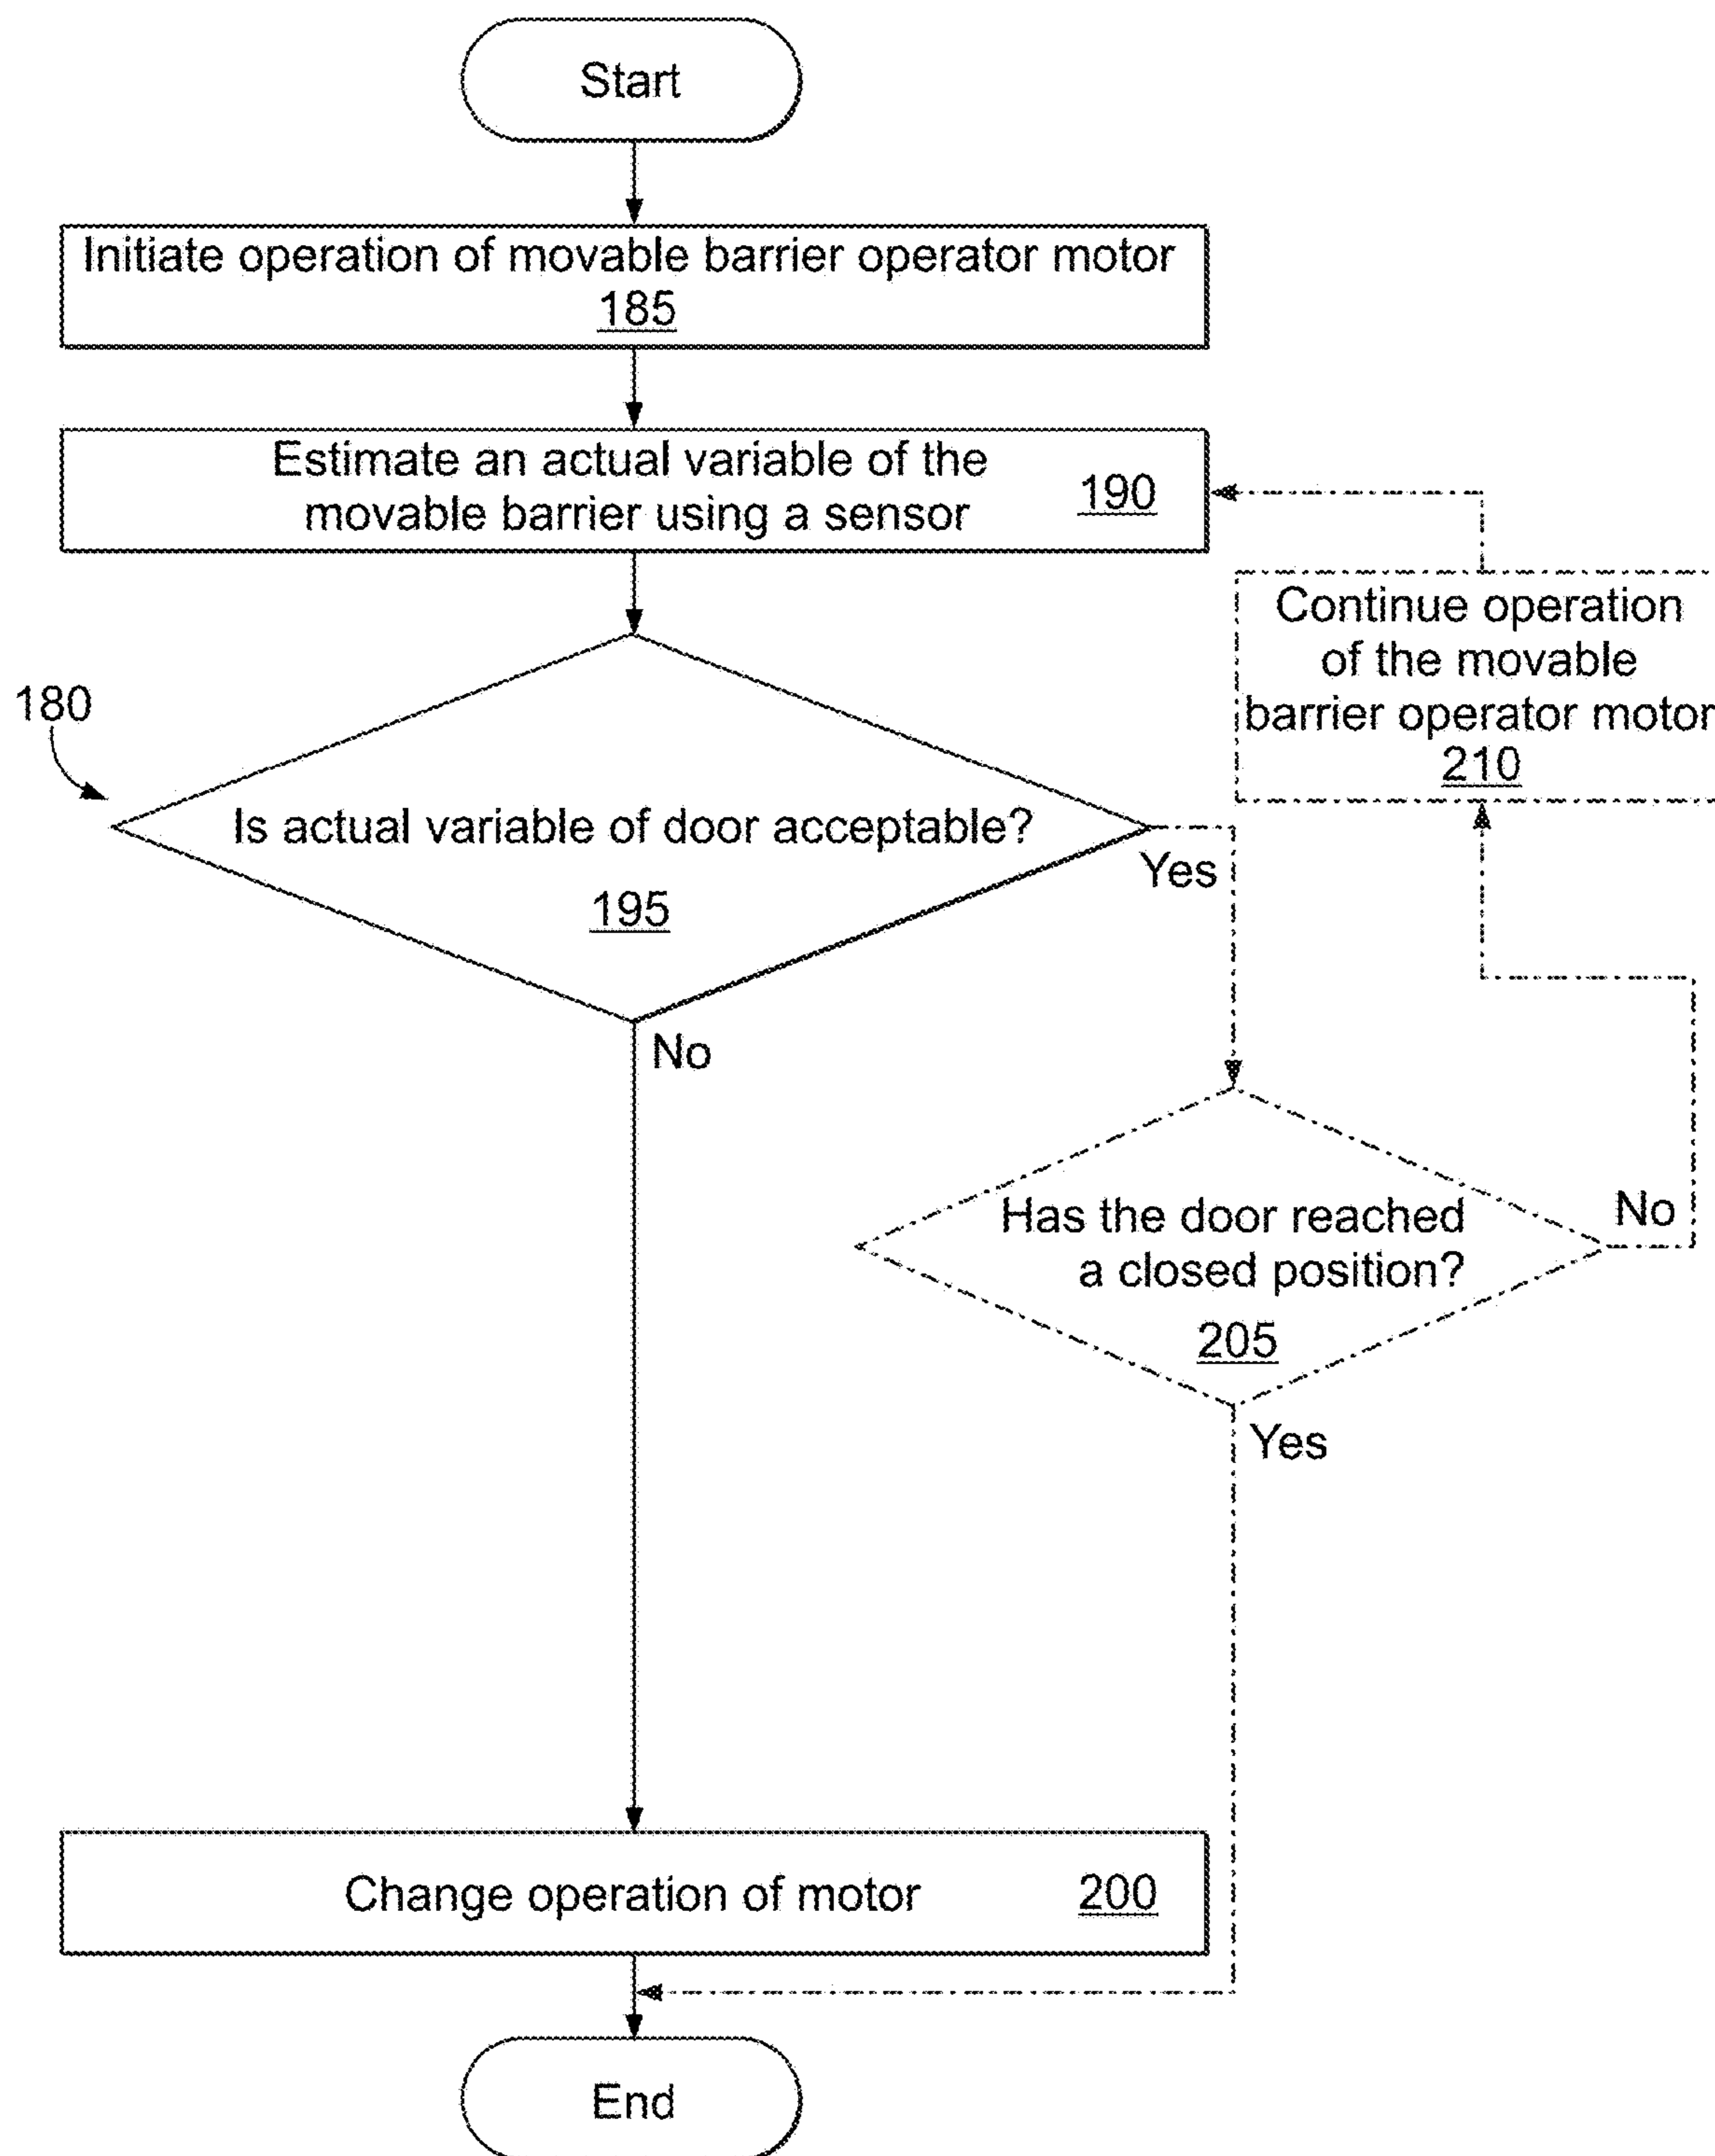 Start
Initiate operation of movable barrier operator motor
185
Estimate an actual variable of the
movable barrier using a sensor
190
Continue operation
of the movable
barrier operator motor
210
180
Is actual variable of door acceptable?
195
Yes
No
Has the door reached
a closed position?
205
No
Yes
Change operation of motor
200
End